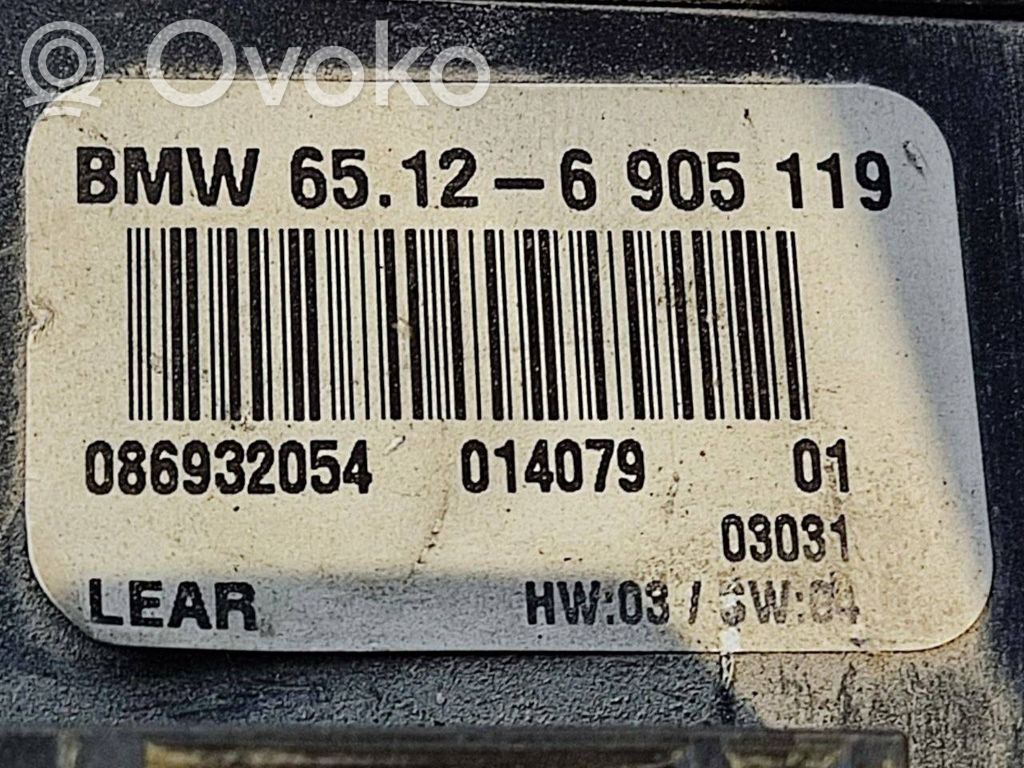 Ovoko
BMW 65.12-6 905 119
086932054 014079 01
03031
LEAR HW:03 / SW:04